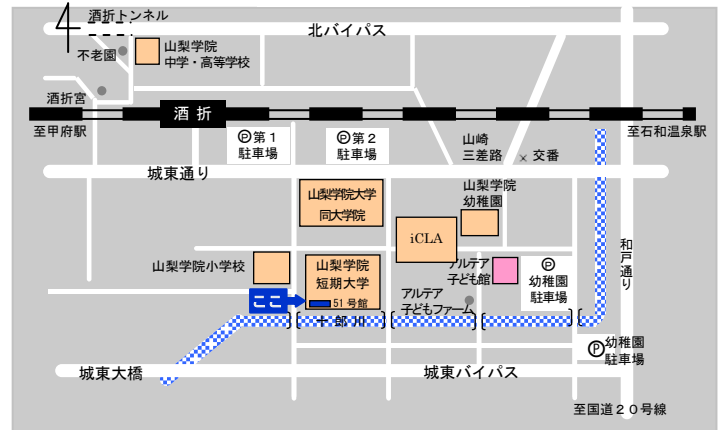 酒折トンネル
北バイパス
不老園
山梨学院
中学・高等学校
酒折宮
酒折
至甲府駅
至石和温泉駅
Ⓟ第１
駐車場
Ⓟ第２
駐車場
山崎
三差路
×交番
城東通り
山梨学院大学
同大学院
山梨学院
幼稚園
iCLA
和戸通り
山梨学院小学校
山梨学院
短期大学
51号館
アルテア
子ども館
Ⓟ
幼稚園
駐車場
ここ
アルテア
子どもファーム
十郎川
Ⓟ幼稚園
駐車場
城東大橋
城東バイパス
至国道２０号線